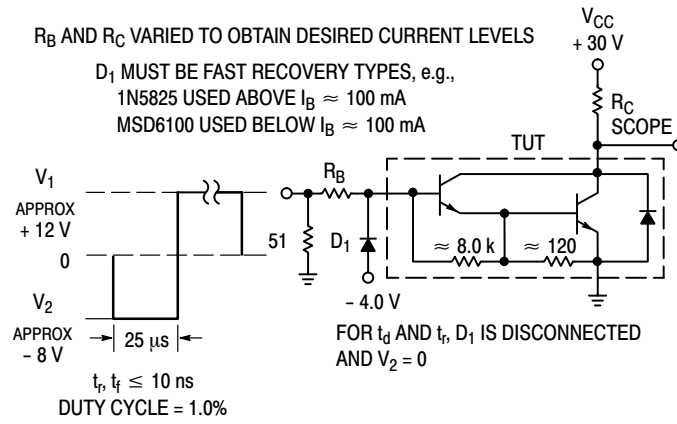 R_B AND R_C VARIED TO OBTAIN DESIRED CURRENT LEVELS
D_1 MUST BE FAST RECOVERY TYPES, e.g.,
1N5825 USED ABOVE I_B ≈ 100 mA
MSD6100 USED BELOW I_B ≈ 100 mA
V_CC
+ 30 V
R_C
SCOPE
TUT
R_B
V_1
APPROX
+ 12 V
51
D_1
≈ 8.0 k
≈ 120
0
– 4.0 V
V_2
APPROX
– 8 V
25 μs
FOR t_d AND t_r, D_1 IS DISCONNECTED
AND V_2 = 0
t_r, t_f ≤ 10 ns
DUTY CYCLE = 1.0%